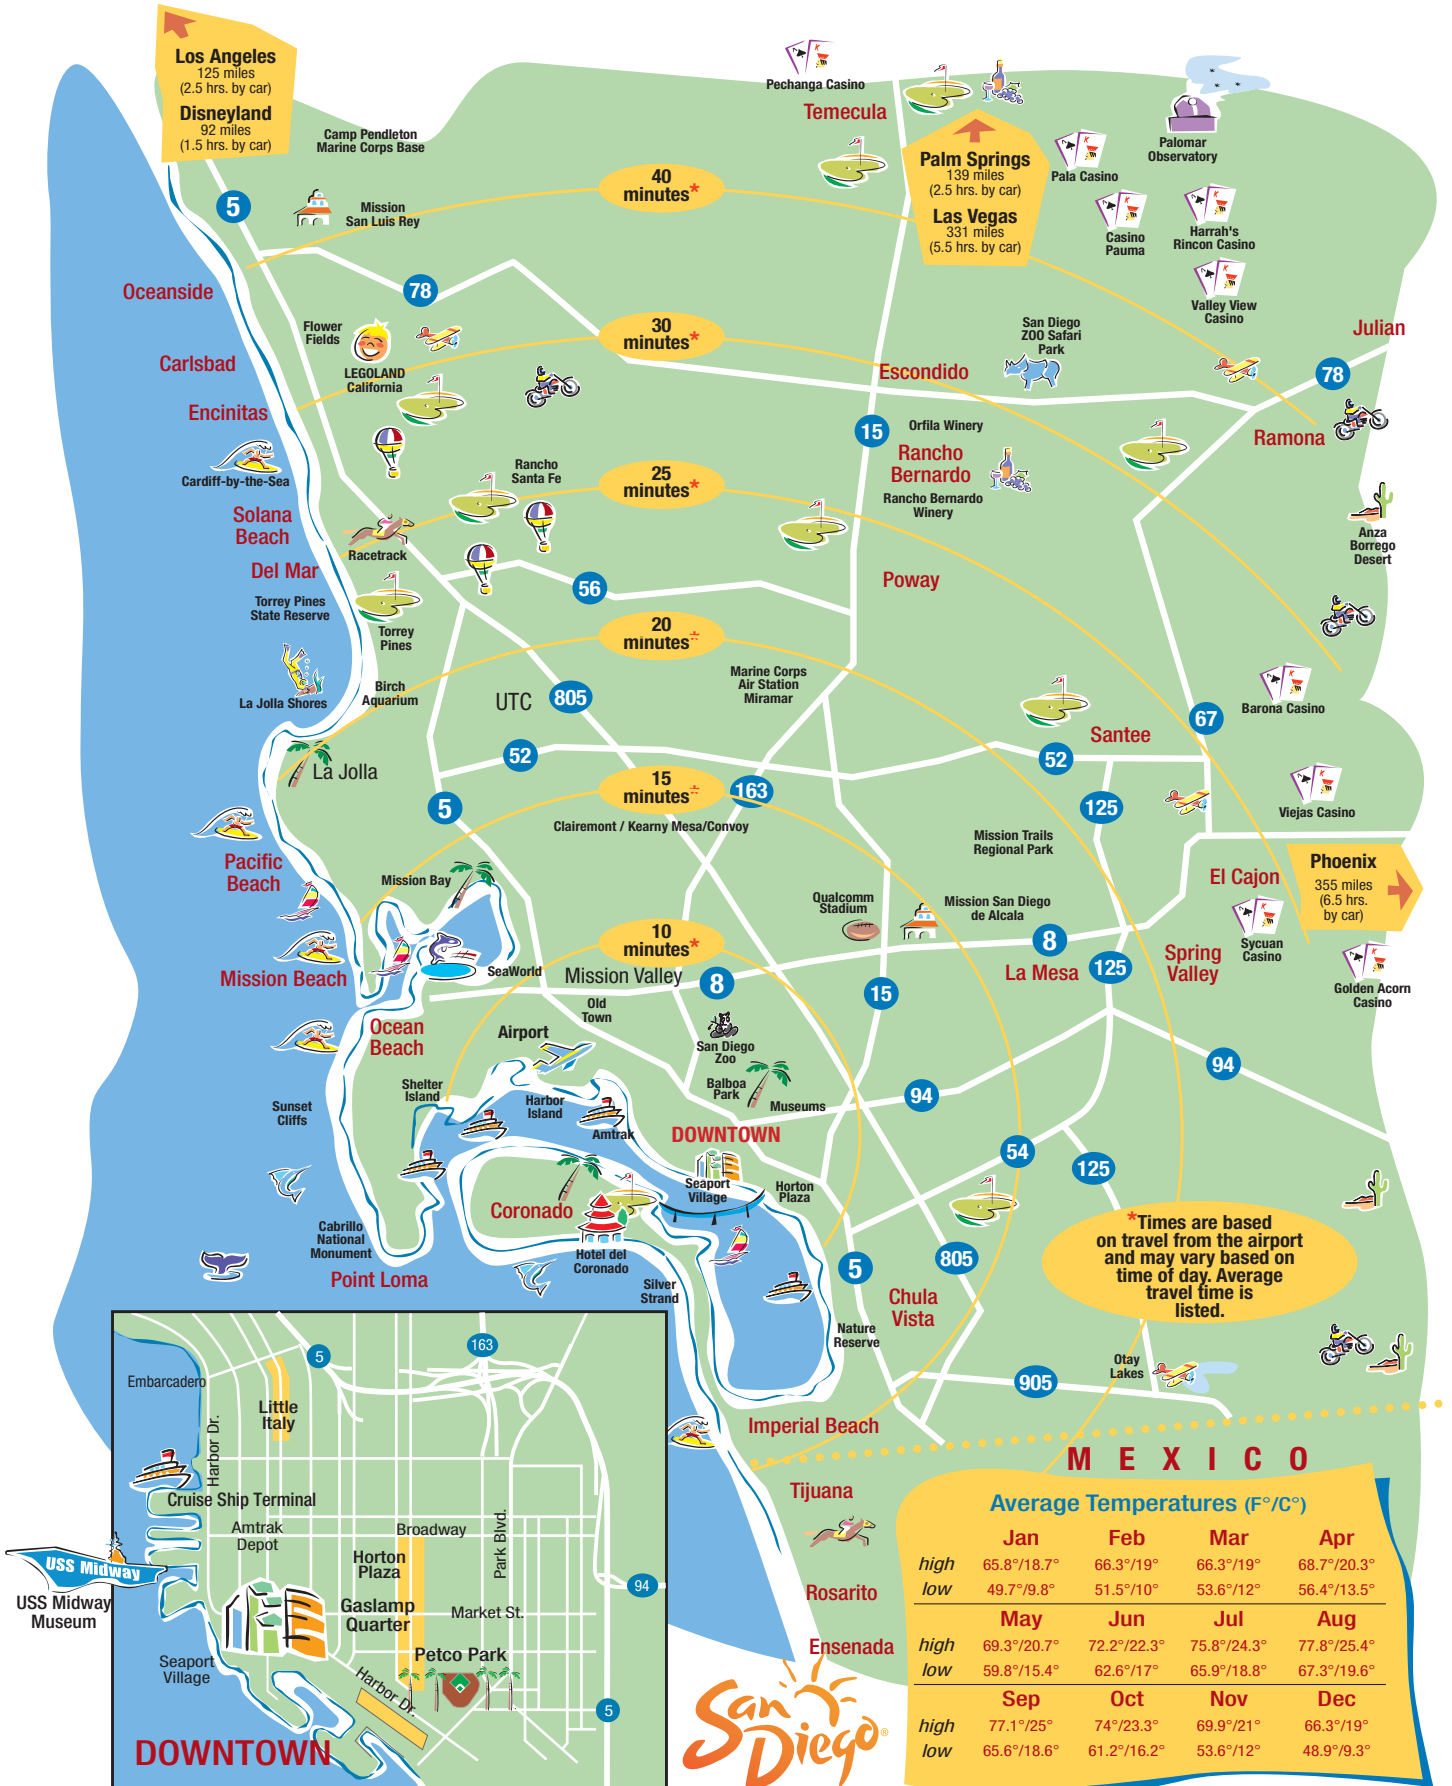 Los Angeles
125 miles
(2.5 hrs. by car)
Disneyland
92 miles
(1.5 hrs. by car)
Camp Pendleton
Marine Corps Base
Pechanga Casino
Temecula
Palm Springs
139 miles
(2.5 hrs. by car)
Las Vegas
331 miles
(5.5 hrs. by car)
Palomar
Observatory
Pala Casino
Casino
Pauma
Harrah's
Rincon Casino
Valley View
Casino
40
minutes*
5
Mission
San Luis Rey
Oceanside
78
Flower
Fields
30
minutes*
San Diego
ZOO Safari
Park
Julian
Carlsbad
LEGOLAND
California
Escondido
78
Encinitas
15
Orfila Winery
Rancho
Bernardo
Ramona
Cardiff-by-the-Sea
Rancho
Santa Fe
25
minutes*
Rancho Bernardo
Winery
Solana
Beach
Racetrack
Anza
Borrego
Desert
Del Mar
56
Poway
Torrey Pines
State Reserve
Torrey
Pines
20
minutes*
La Jolla Shores
Birch
Aquarium
UTC
805
Marine Corps
Air Station
Miramar
Barona Casino
67
Santee
52
52
La Jolla
15
minutes*
163
5
125
Viejas Casino
Clairemont / Kearny Mesa/Convoy
Mission Trails
Regional Park
Pacific
Beach
Mission Bay
El Cajon
Phoenix
355 miles
(6.5 hrs.
by car)
Qualcomm
Stadium
Mission San Diego
de Alcala
10
minutes*
8
Sycuan
Casino
Mission Beach
SeaWorld
Mission Valley
8
La Mesa
125
Spring
Valley
15
Golden Acorn
Casino
Old
Town
Ocean
Beach
Airport
San Diego
Zoo
94
Shelter
Island
Balboa
Park
Museums
94
Harbor
Island
Sunset
Cliffs
Amtrak
DOWNTOWN
54
125
Seaport
Village
Horton
Plaza
Coronado
Cabrillo
National
Monument
Hotel del
Coronado
Point Loma
Silver
Strand
5
805
*Times are based
on travel from the airport
and may vary based on
time of day. Average
travel time is
listed.
Chula
Vista
Nature
Reserve
Otay
Lakes
905
Imperial Beach
MEXICO
Tijuana
Rosarito
Ensenada
5
163
Embarcadero
Little
Italy
Harbor Dr.
Cruise Ship Terminal
Amtrak
Depot
Broadway
Park Blvd.
Horton
Plaza
94
USS Midway
USS Midway
Museum
Gaslamp
Quarter
Market St.
Petco Park
Seaport
Village
Harbor Dr.
5
DOWNTOWN
San
Diego®
Average Temperatures (F°/C°)
Jan Feb Mar Apr
high 65.8°/18.7° 66.3°/19° 66.3°/19° 68.7°/20.3°
low 49.7°/9.8° 51.5°/10° 53.6°/12° 56.4°/13.5°
May Jun Jul Aug
high 69.3°/20.7° 72.2°/22.3° 75.8°/24.3° 77.8°/25.4°
low 59.8°/15.4° 62.6°/17° 65.9°/18.8° 67.3°/19.6°
Sep Oct Nov Dec
high 77.1°/25° 74°/23.3° 69.9°/21° 66.3°/19°
low 65.6°/18.6° 61.2°/16.2° 53.6°/12° 48.9°/9.3°